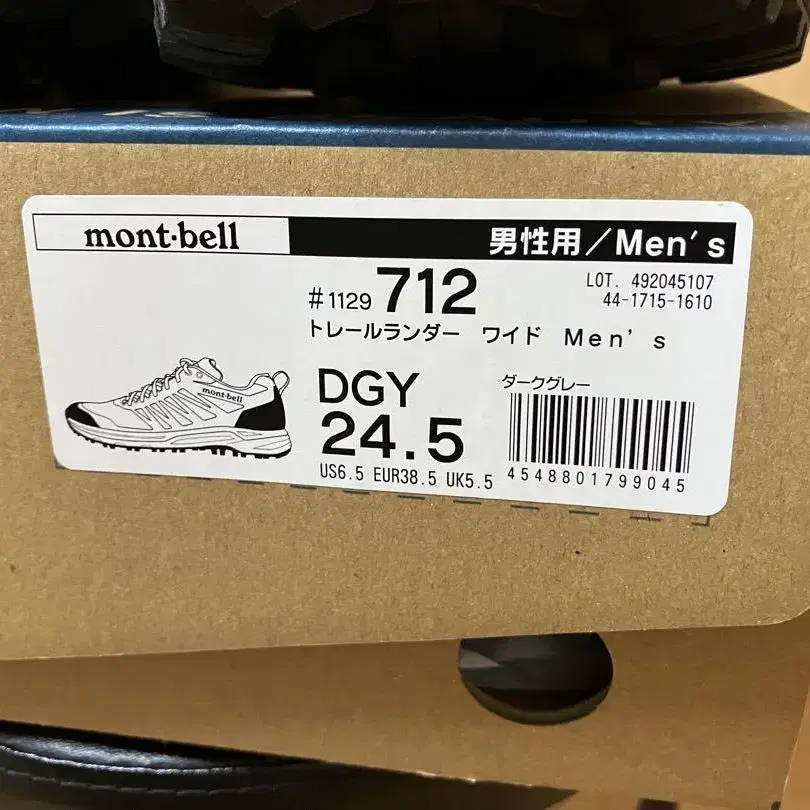 mont·bell
男性用/Men's
LOT. 492045107
#1129 712
44-1715-1610
トレールランダー ワイド Men's
mont-bell
DGY
ダークグレー
24.5
US6.5 EUR38.5 UK5.5
4548801799045